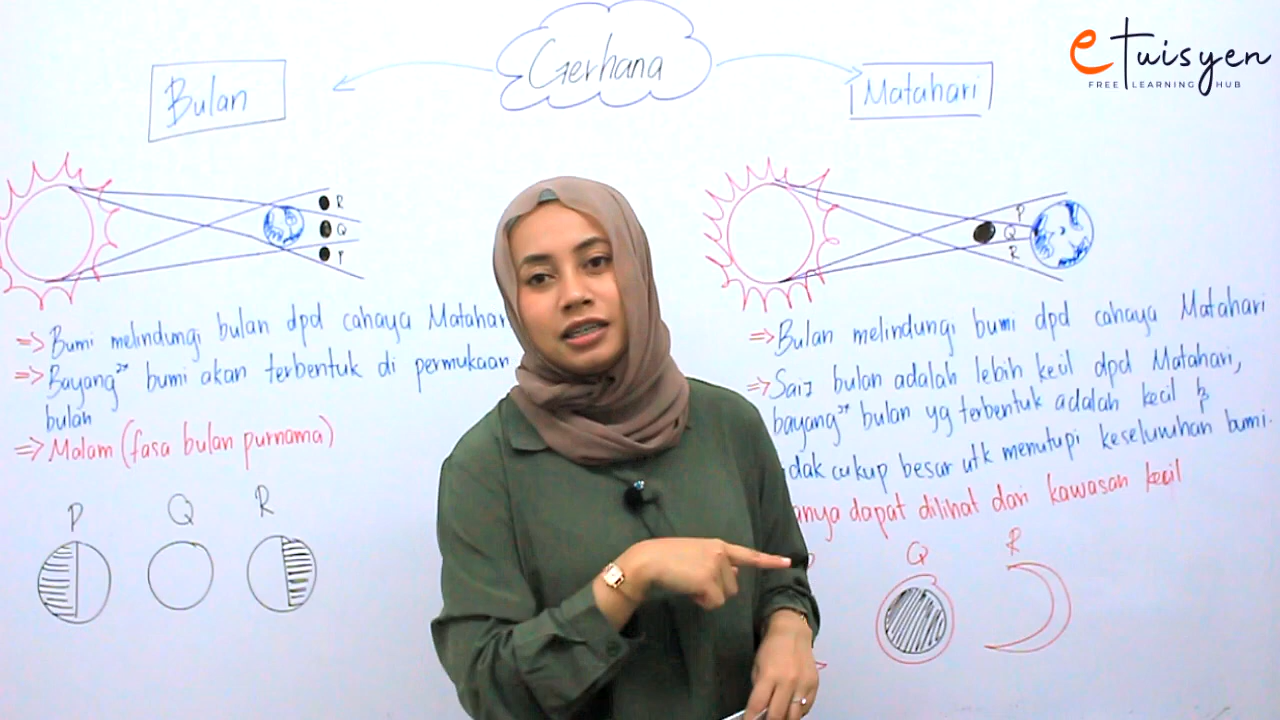 Gerhana
eTuisyen
FREE LEARNING HUB
Bulan
R
Q
P
=> Bumi melindungi bulan dpd cahaya Matahar
=> Bayang²* bumi akan terbentuk di permukaan
bulan
=> Malam (fasa bulan purnama)
P Q R
Matahari
P
Q
R
=> Bulan melindungi bumi dpd cahaya Matahari
=> Saiz bulan adalah lebih kecil dpd Matahari,
bayang²* bulan yg terbentuk adalah kecil &
dak cukup besar utk menutupi keseluruhan bumi.
anya dapat dilihat dari kawasan kecil
Q R